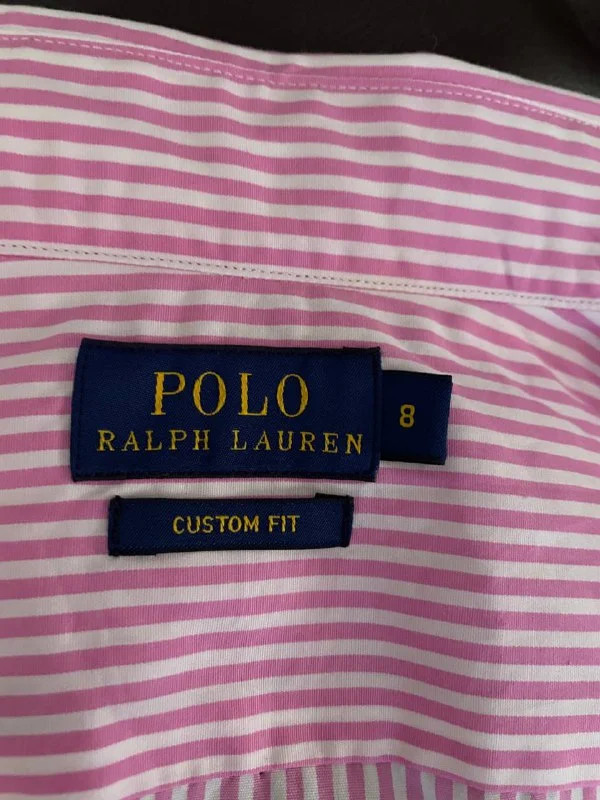 POLO
RALPH LAUREN
8
CUSTOM FIT